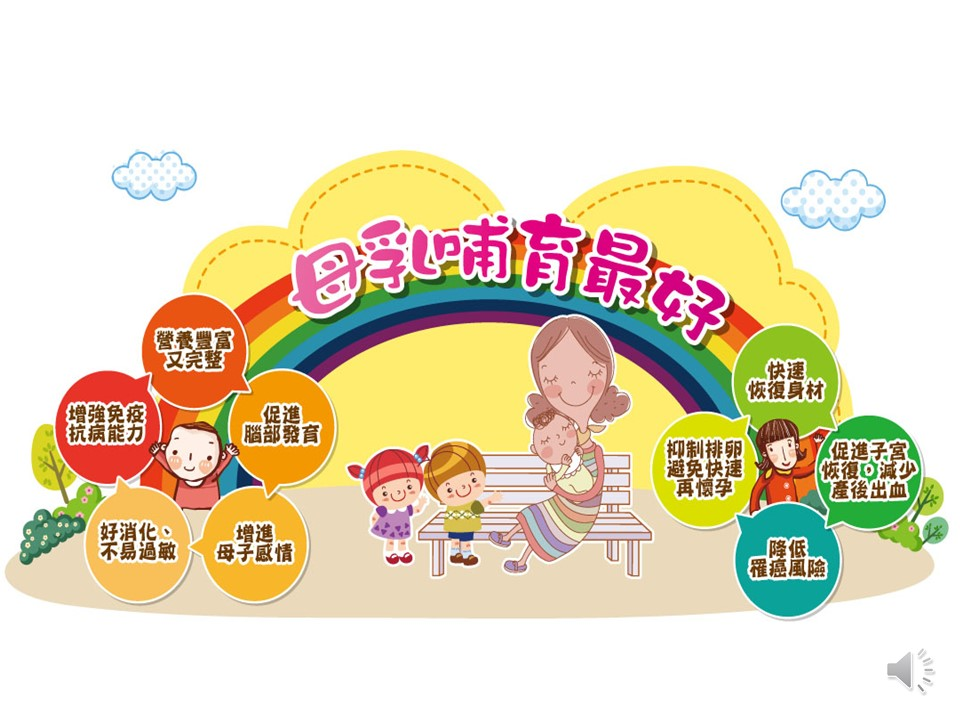 母乳哺育最好
營養豐富
又完整
增強免疫
抗病能力
促進
腦部發育
好消化、
不易過敏
增進
母子感情
快速
恢復身材
抑制排卵
避免快速
再懷孕
促進子宮
恢復，減少
產後出血
降低
罹癌風險